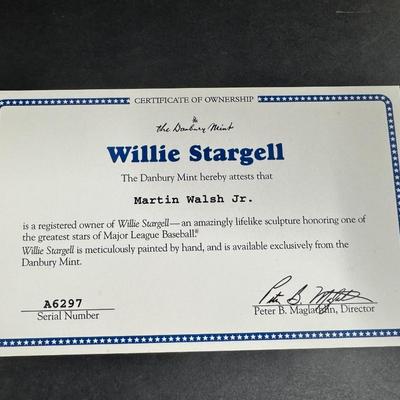 CERTIFICATE OF OWNERSHIP
the Danbury Mint
Willie Stargell
The Danbury Mint hereby attests that
Martin Walsh Jr.
is a registered owner of Willie Stargell—an amazingly lifelike sculpture honoring one of
the greatest stars of Major League Baseball.®
Willie Stargell is meticulously painted by hand, and is available exclusively from the
Danbury Mint.
A6297
Serial Number
Peter B. Maglathlin, Director